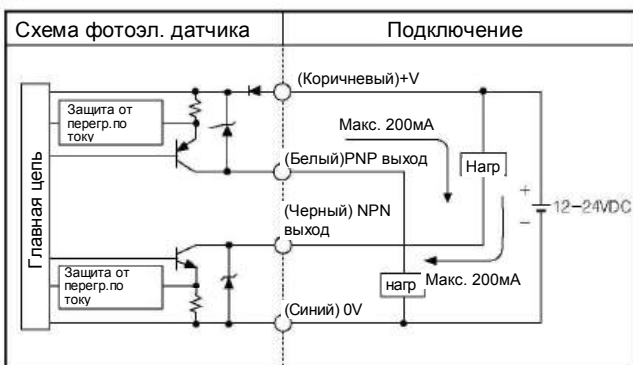 Схема фотоэл. датчика
Подключение
Главная цепь
Защита от
перегр.по
току
(Коричневый)+V
Макс. 200мА
(Белый)PNP выход
Нагр
+
12-24VDC
−
(Черный) NPN
выход
Защита от
перегр.по
току
нагр
Макс. 200мА
(Синий) 0V